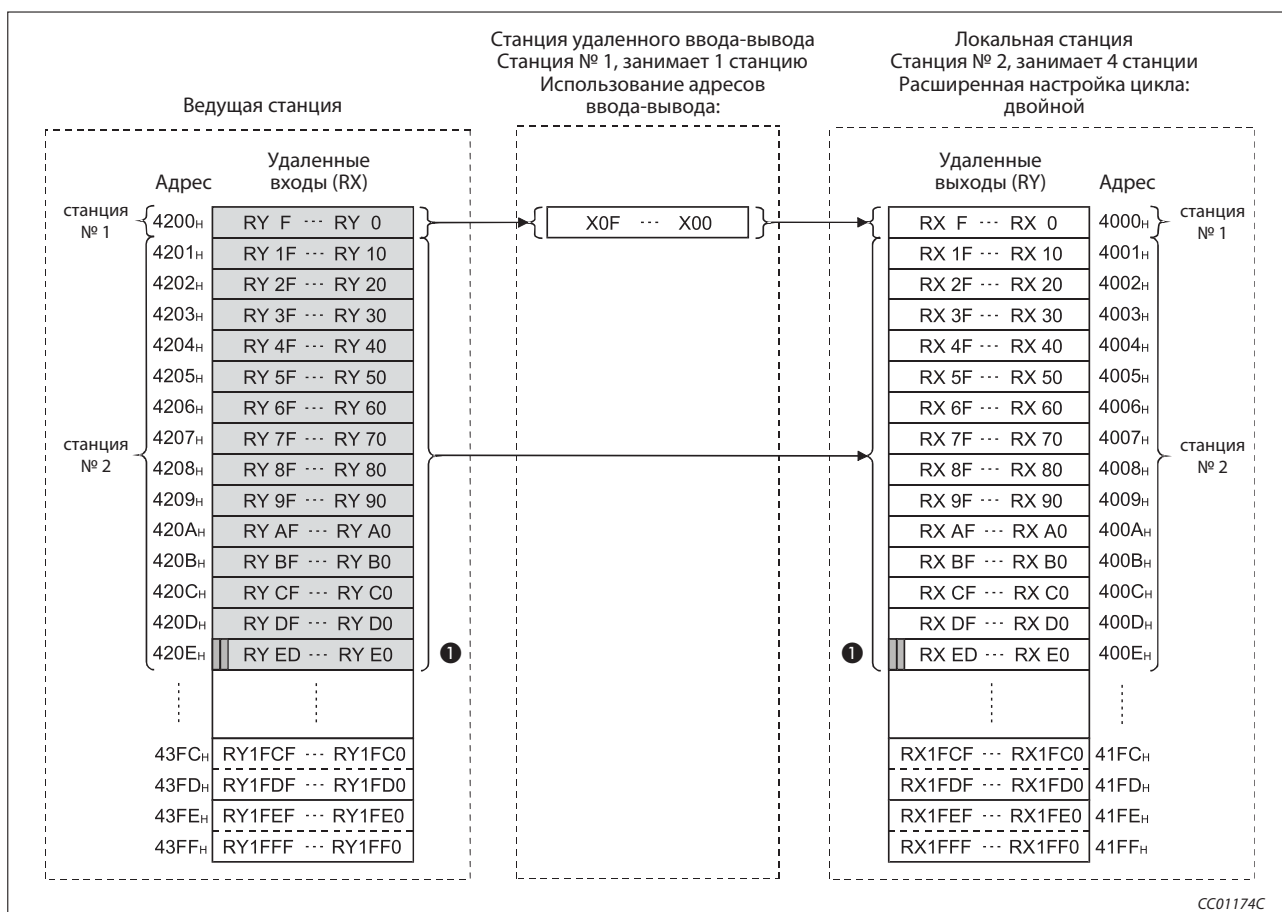 Станция удаленного ввода-вывода
Станция № 1, занимает 1 станцию
Использование адресов
ввода-вывода:
Локальная станция
Станция № 2, занимает 4 станции
Расширенная настройка цикла:
двойной
Ведущая станция
Адрес
Удаленные
входы (RX)
Удаленные
выходы (RY)
Адрес
станция
№ 1
4200H RY F ··· RY 0
X0F ··· X00
RX F ··· RX 0 4000H
станция
№ 1
4201H RY 1F ··· RY 10
RX 1F ··· RX 10 4001H
4202H RY 2F ··· RY 20
RX 2F ··· RX 20 4002H
4203H RY 3F ··· RY 30
RX 3F ··· RX 30 4003H
4204H RY 4F ··· RY 40
RX 4F ··· RX 40 4004H
4205H RY 5F ··· RY 50
RX 5F ··· RX 50 4005H
4206H RY 6F ··· RY 60
RX 6F ··· RX 60 4006H
4207H RY 7F ··· RY 70
RX 7F ··· RX 70 4007H
станция
№ 2
4208H RY 8F ··· RY 80
RX 8F ··· RX 80 4008H
станция
№ 2
4209H RY 9F ··· RY 90
RX 9F ··· RX 90 4009H
420AH RY AF ··· RY A0
RX AF ··· RX A0 400AH
420BH RY BF ··· RY B0
RX BF ··· RX B0 400BH
420CH RY CF ··· RY C0
RX CF ··· RX C0 400CH
420DH RY DF ··· RY D0
RX DF ··· RX D0 400DH
420EH RY ED ··· RY E0 ❶
❶ RX ED ··· RX E0 400EH
43FCH RY1FCF ··· RY1FC0
RX1FCF ··· RX1FC0 41FCH
43FDH RY1FDF ··· RY1FD0
RX1FDF ··· RX1FD0 41FDH
43FEH RY1FEF ··· RY1FE0
RX1FEF ··· RX1FE0 41FEH
43FFH RY1FFF ··· RY1FF0
RX1FFF ··· RX1FF0 41FFH
CC01174C